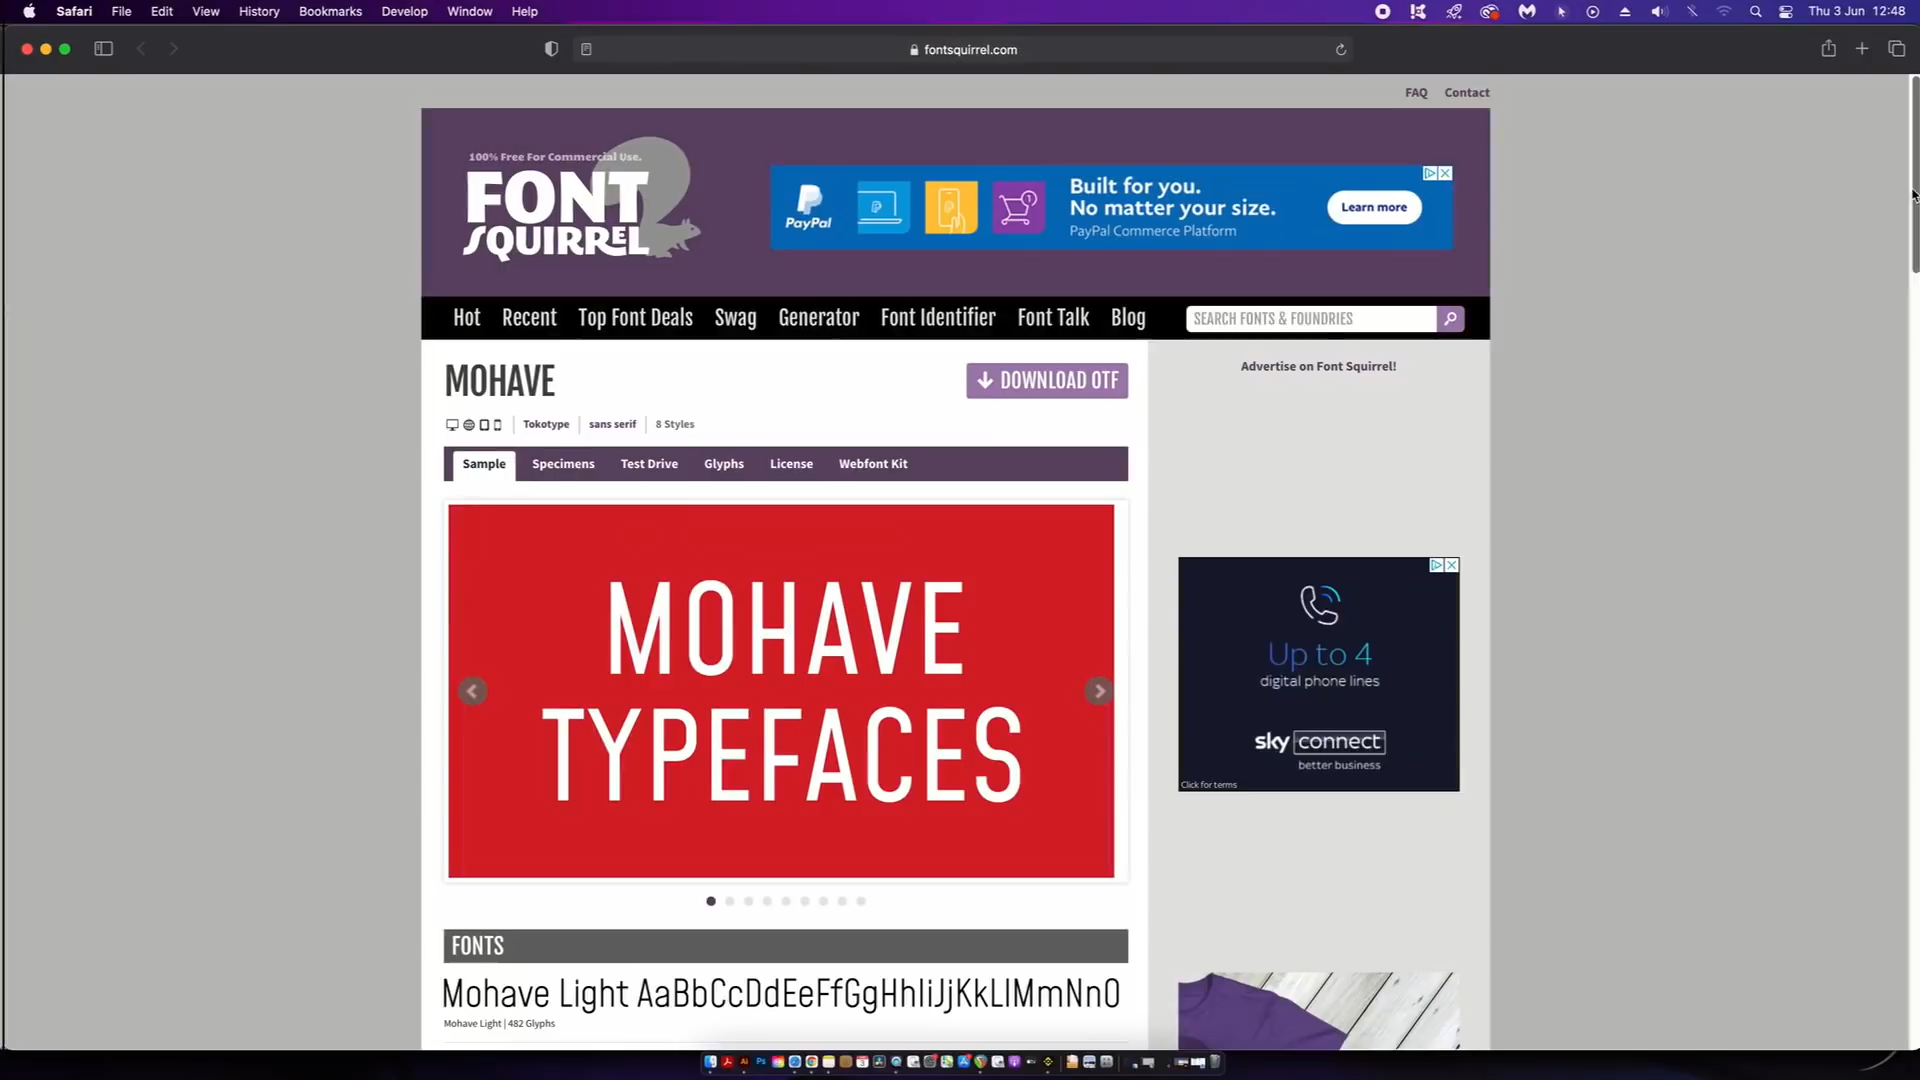 Safari File Edit View History Bookmarks Develop Window Help Thu 3 Jun 12:48
fontsquirrel.com
FAQ Contact
100% Free For Commercial Use.
FONT
SQUIRREL
PayPal
Built for you.
No matter your size.
PayPal Commerce Platform
Learn more
Hot Recent Top Font Deals Swag Generator Font Identifier Font Talk Blog SEARCH FONTS & FOUNDRIES
MOHAVE
DOWNLOAD OTF
Advertise on Font Squirrel!
Tokotype sans serif 8 Styles
Sample Specimens Test Drive Glyphs License Webfont Kit
MOHAVE
TYPEFACES
Up to 4
digital phone lines
sky connect
better business
Click for terms
FONTS
Mohave Light AaBbCcDdEeFfGgHhIiJjKkLlMmNnO
Mohave Light | 482 Glyphs